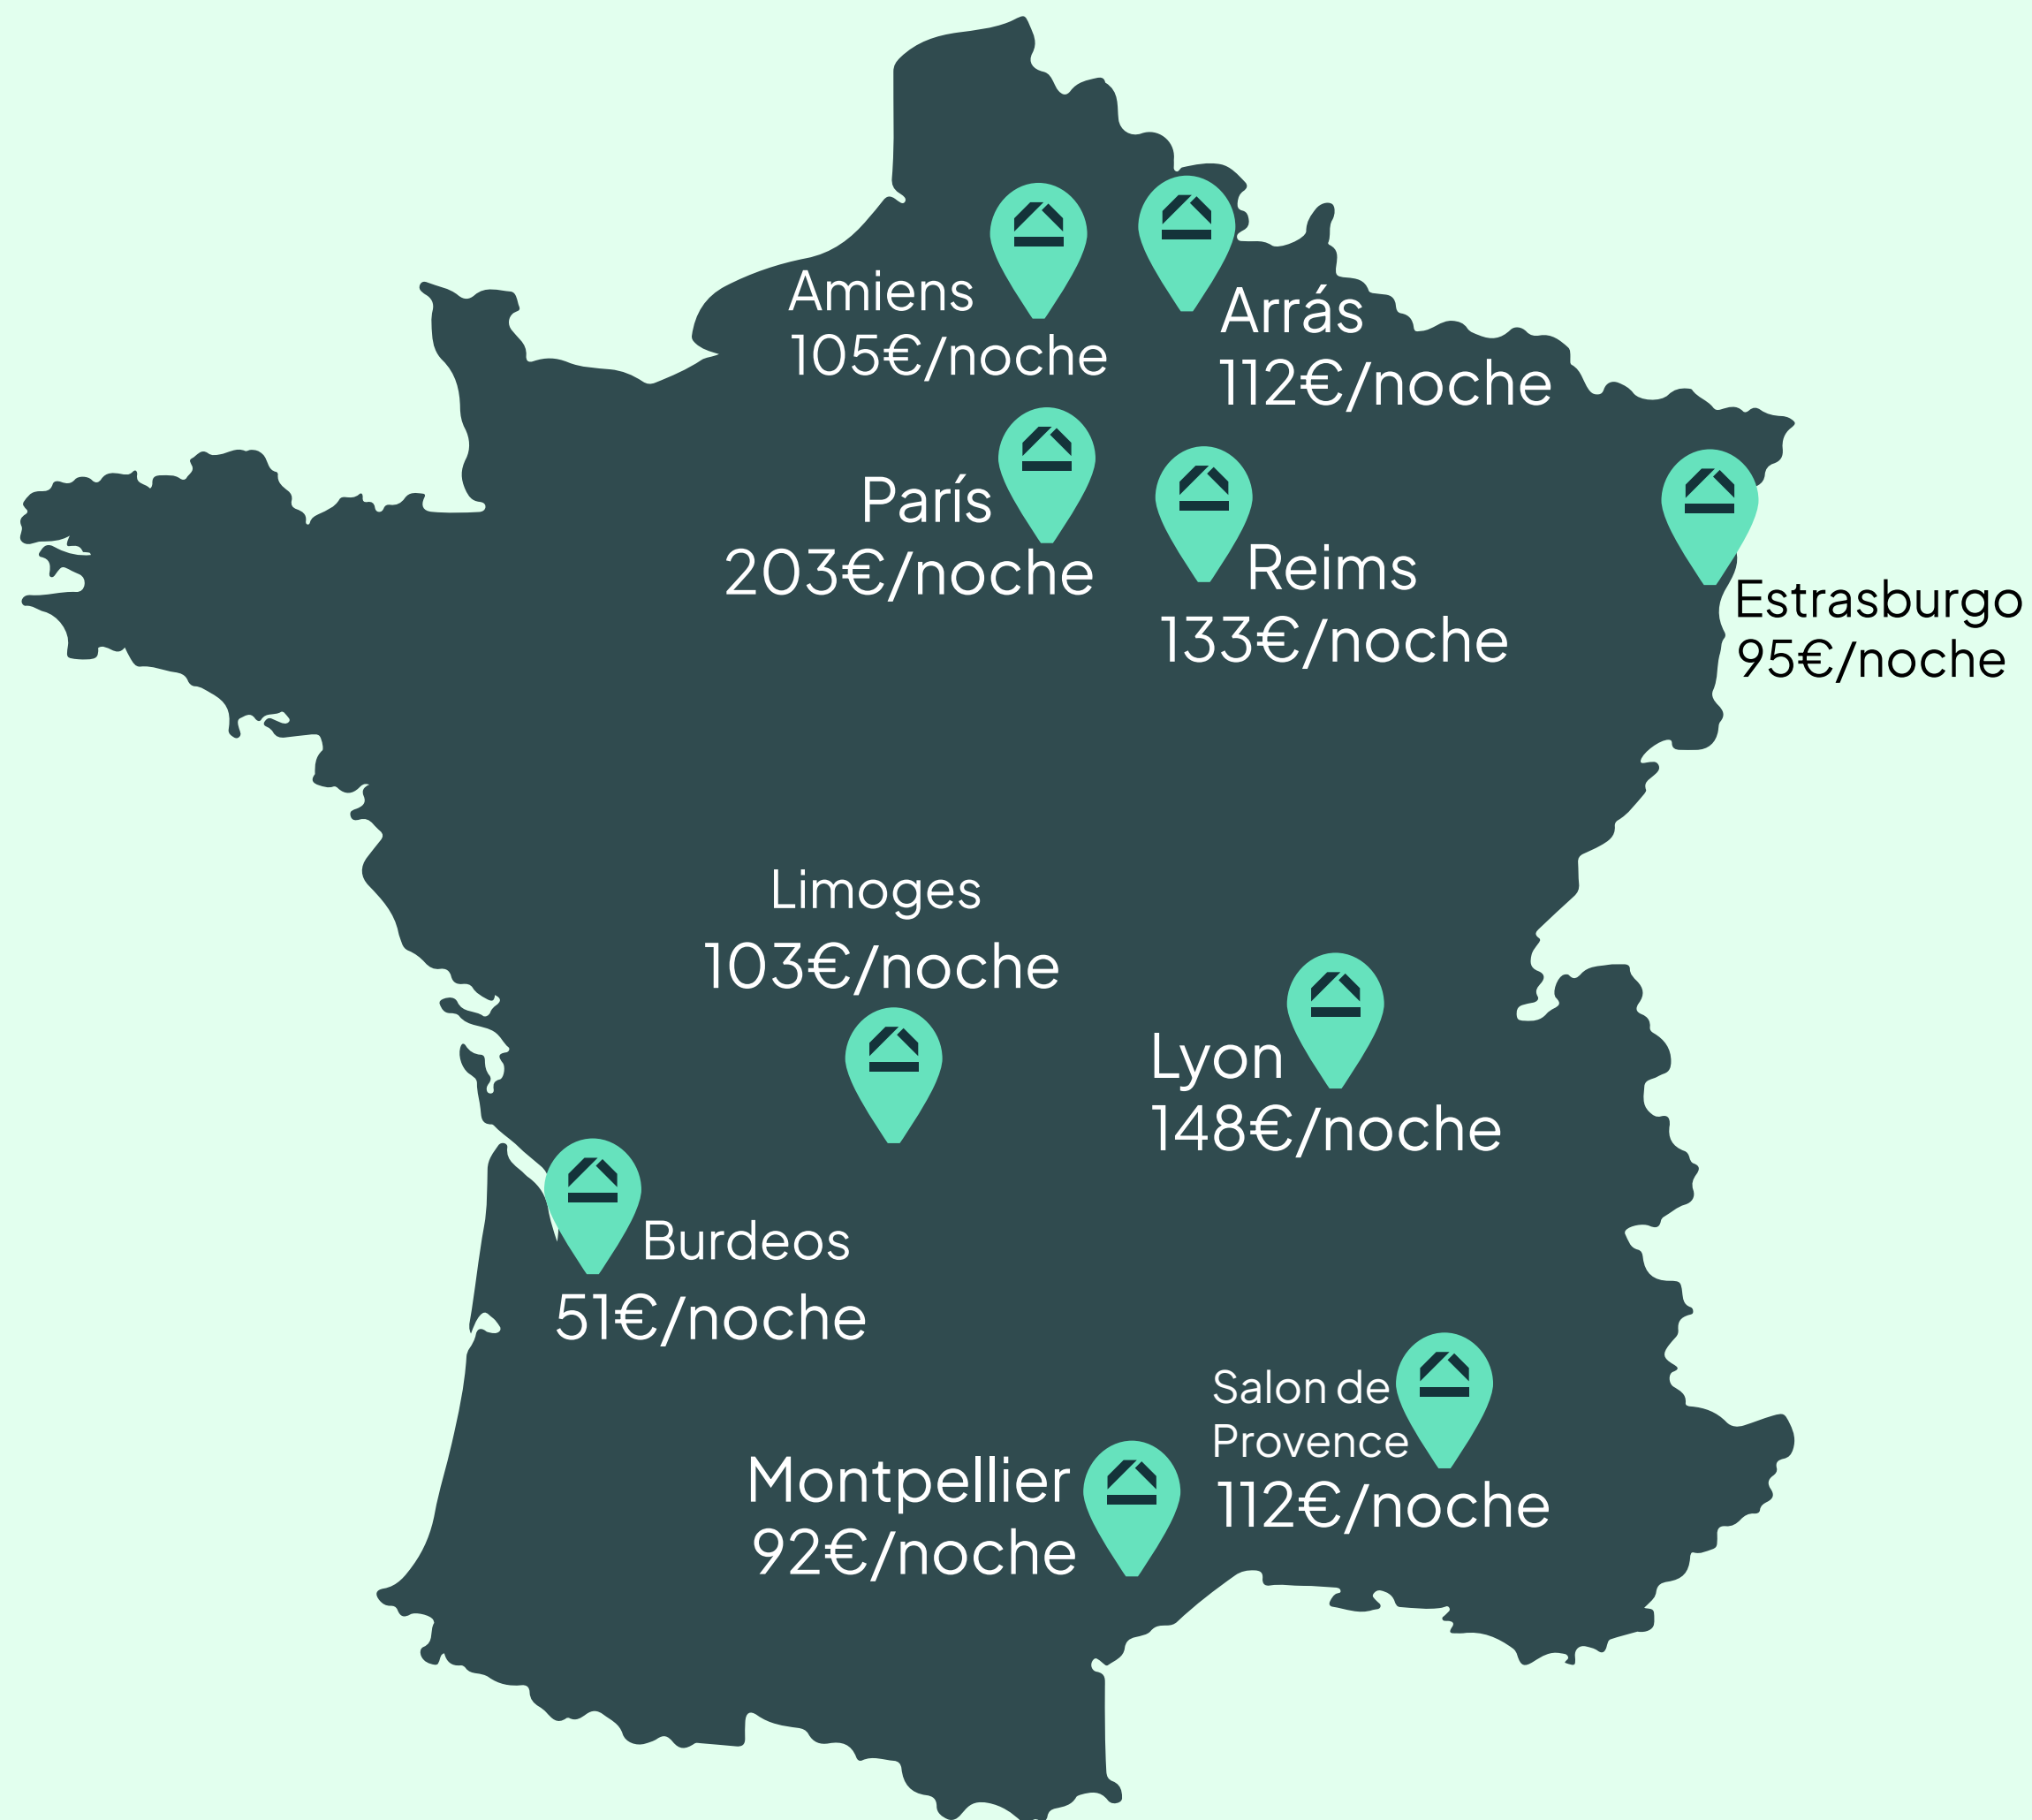 Amiens
105€/noche
Arrás
112€/noche
París
203€/noche
Reims
133€/noche
Estrasburgo
95€/noche
Limoges
103€/noche
Lyon
148€/noche
Burdeos
51€/noche
Salon de
Provence
112€/noche
Montpellier
92€/noche